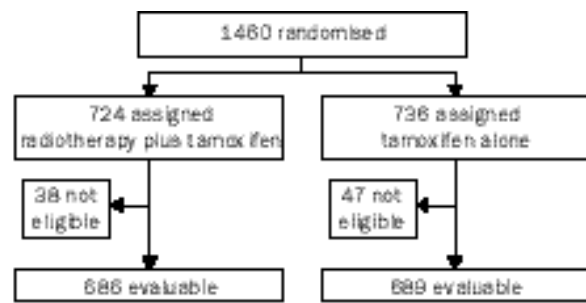 1460 randomised
724 assigned
radiotherapy plus tamoxifen
736 assigned
tamoxifen alone
38 not
eligible
47 not
eligible
686 evaluable
689 evaluable